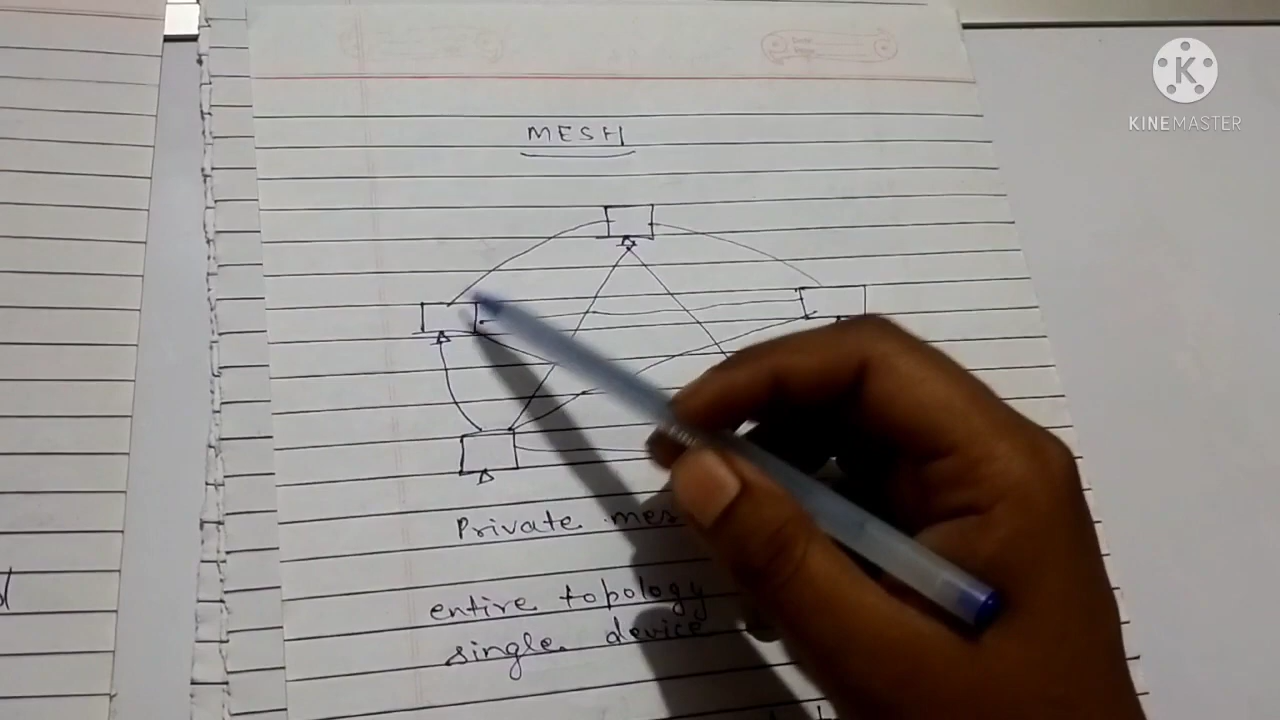 KINEMASTER
MESH
Private mes
entire topology
single device